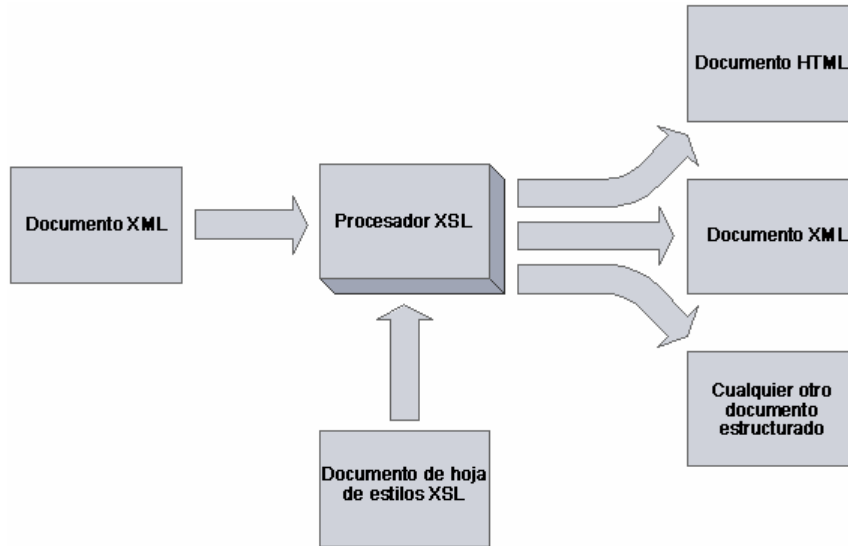 Documento HTML
Documento XML
Procesador XSL
Documento XML
Cualquier otro
documento
estructurado
Documento de hoja
de estilos XSL